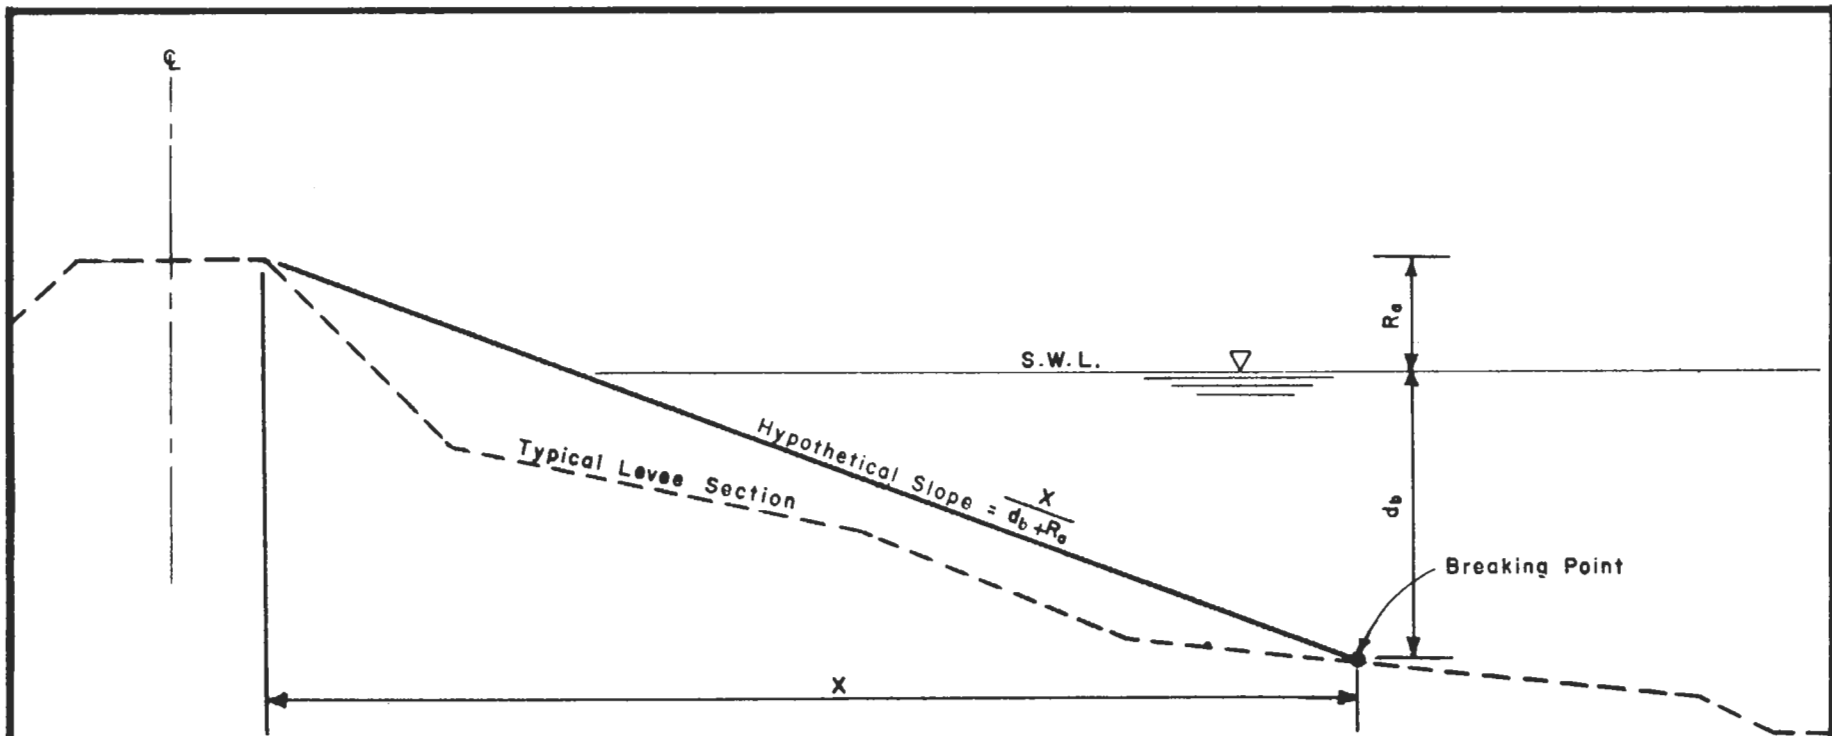 ℄
Rₐ
S.W.L.
Hypothetical Slope = X / (d_b + Rₐ)
Typical Levee Section
d_b
Breaking Point
X